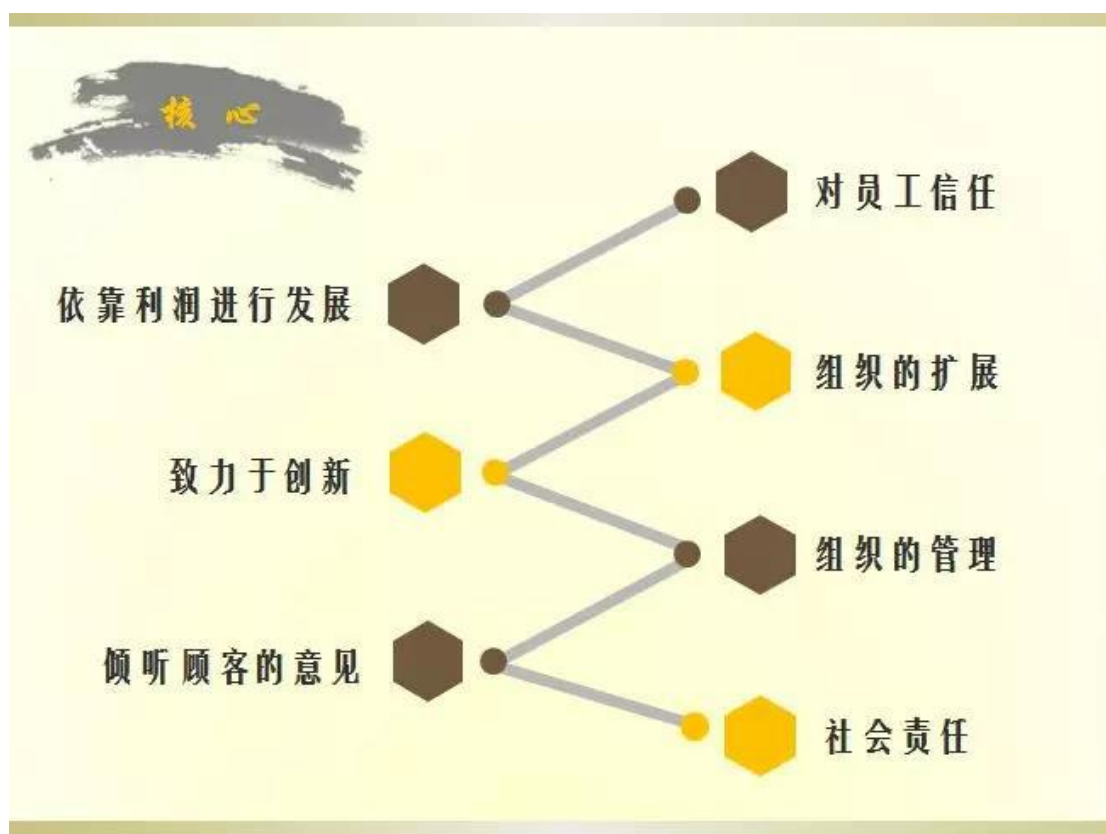 核心
对员工信任
依靠利润进行发展
组织的扩展
致力于创新
组织的管理
倾听顾客的意见
社会责任